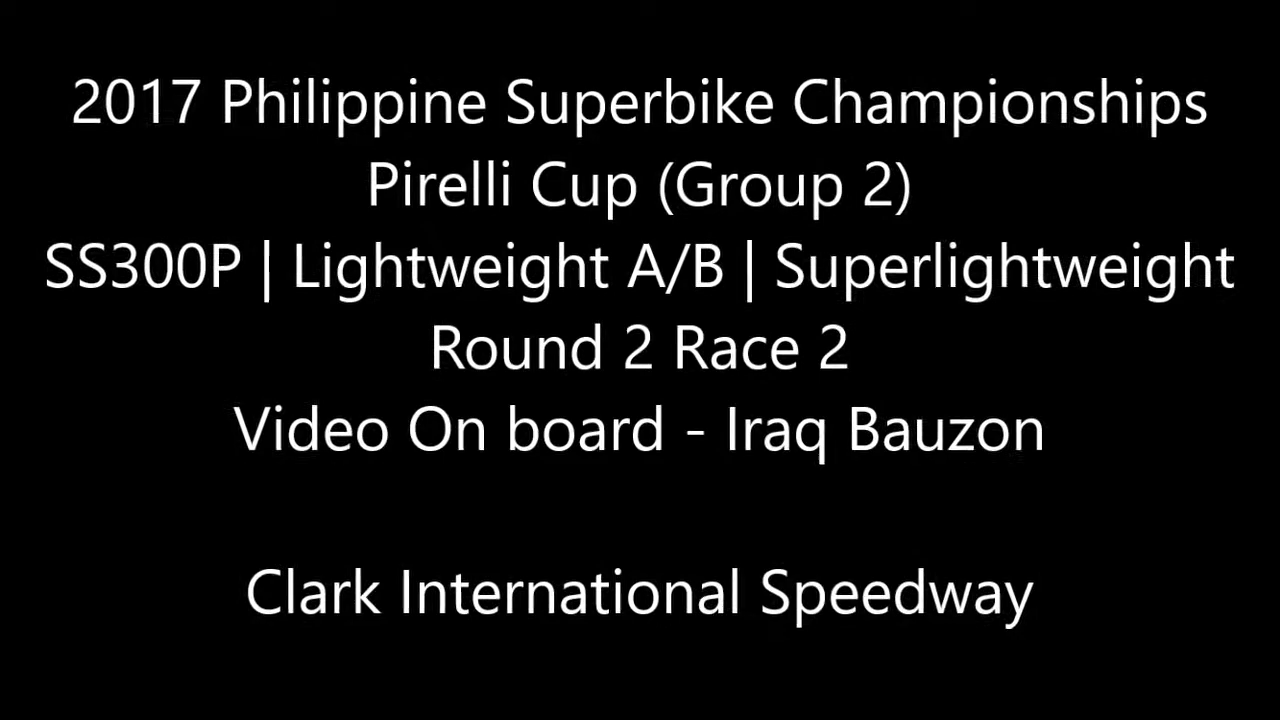 2017 Philippine Superbike Championships
Pirelli Cup (Group 2)
SS300P | Lightweight A/B | Superlightweight
Round 2 Race 2
Video On board - Iraq Bauzon
Clark International Speedway